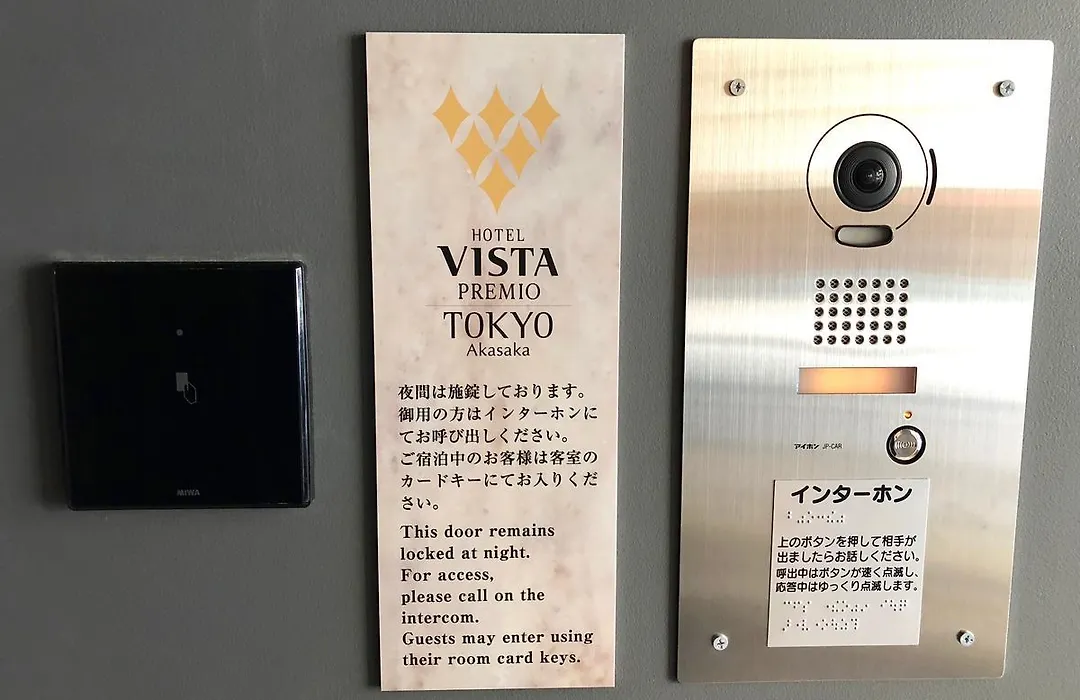 MIWA
HOTEL
VISTA
PREMIO
TOKYO
Akasaka
夜間は施錠しております。
御用の方はインターホンに
てお呼び出しください。
ご宿泊中のお客様は客室の
カードキーにてお入りくだ
さい。
This door remains
locked at night.
For access,
please call on the
intercom.
Guests may enter using
their room card keys.
アイホン JP-CAR
インターホン
上のボタンを押して相手が
出ましたらお話しください。
呼出中はボタンが速く点滅し、
応答中はゆっくり点滅します。